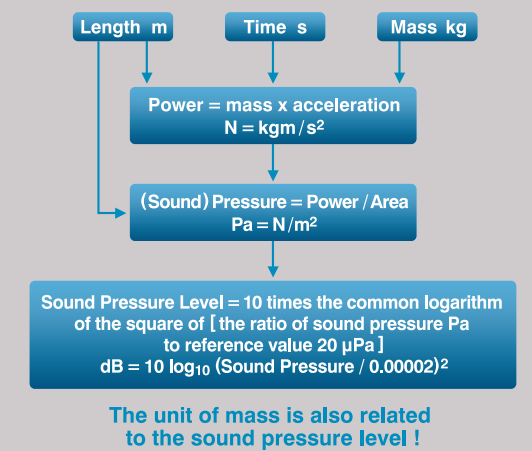 Length m
Time s
Mass kg
Power = mass x acceleration
N = kgm / s²
(Sound) Pressure = Power / Area
Pa = N/m²
Sound Pressure Level = 10 times the common logarithm
of the square of [ the ratio of sound pressure Pa
to reference value 20 µPa ]
dB = 10 log₁₀ (Sound Pressure / 0.00002)²
The unit of mass is also related
to the sound pressure level !